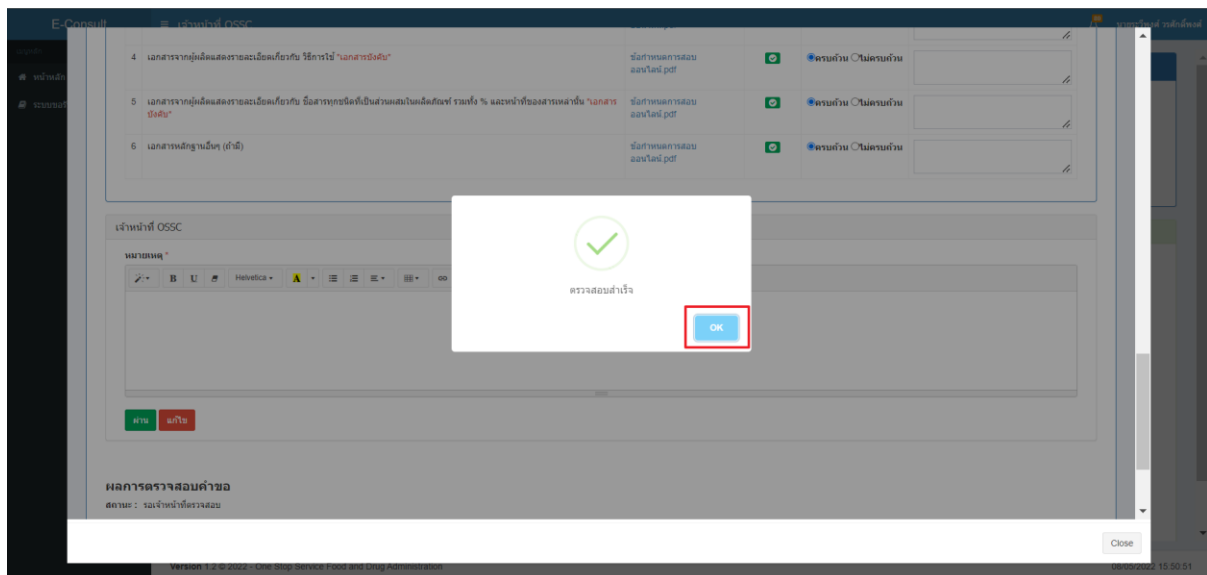 E-Consult
≡ เจ้าหน้าที่ OSSC
หน้าหลัก
4 เอกสารจากผู้ผลิตแสดงรายละเอียดเกี่ยวกับ วิธีการใช้ "เอกสารบังคับ"
ข้อกำหนดการสอบ
ออนไลน์.pdf
ครบถ้วน ไม่ครบถ้วน
5 เอกสารจากผู้ผลิตแสดงรายละเอียดเกี่ยวกับ ชื่อสารทุกชนิดที่เป็นส่วนผสมในผลิตภัณฑ์ รวมทั้ง % และหน้าที่ของสารเหล่านั้น "เอกสาร
บังคับ"
ข้อกำหนดการสอบ
ออนไลน์.pdf
ครบถ้วน ไม่ครบถ้วน
6 เอกสารหลักฐานอื่นๆ (ถ้ามี)
ข้อกำหนดการสอบ
ออนไลน์.pdf
ครบถ้วน ไม่ครบถ้วน
เจ้าหน้าที่ OSSC
หมายเหตุ *
B U Helvetica A
ตรวจสอบสำเร็จ
OK
ผ่าน แก้ไข
ผลการตรวจสอบคำขอ
สถานะ : รอเจ้าหน้าที่ตรวจสอบ
Close
Version 1.2 © 2022 - One Stop Service Food and Drug Administration
06/05/2022 15:50:51